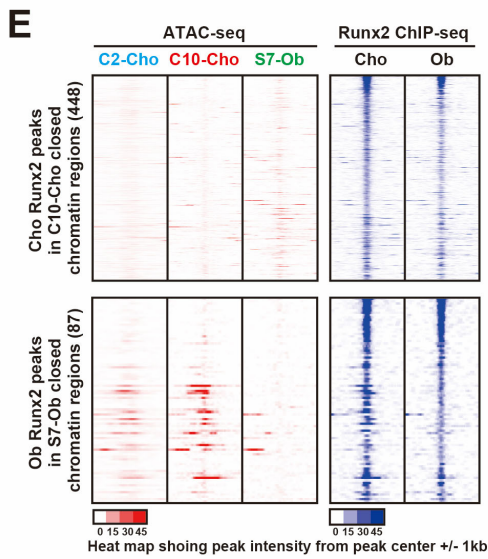 E
ATAC-seq
Runx2 ChIP-seq
C2-Cho C10-Cho S7-Ob
Cho Ob
Cho Runx2 peaks
in C10-Cho closed
chromatin regions (448)
Ob Runx2 peaks
in S7-Ob closed
chromatin regions (87)
0 15 30 45
0 15 30 45
Heat map shoing peak intensity from peak center +/- 1kb